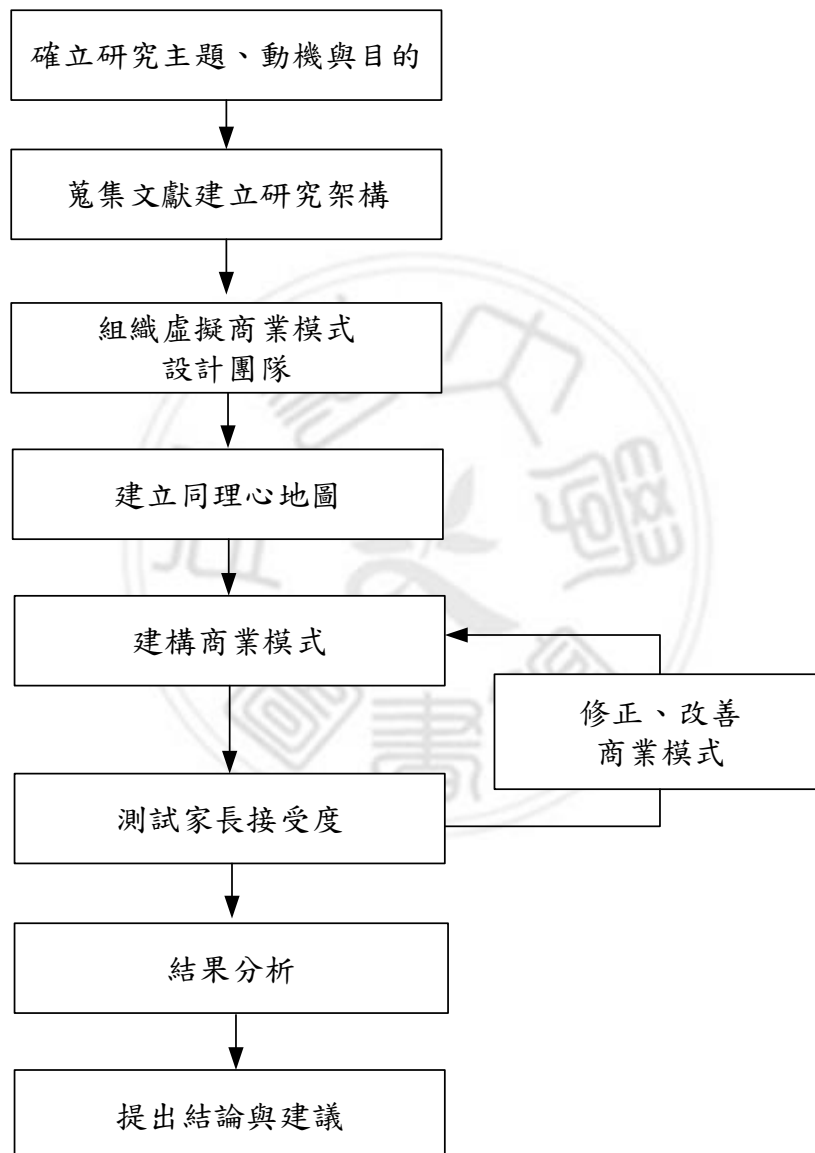 確立研究主題、動機與目的
蒐集文獻建立研究架構
組織虛擬商業模式
設計團隊
建立同理心地圖
建構商業模式
修正、改善
商業模式
測試家長接受度
結果分析
提出結論與建議